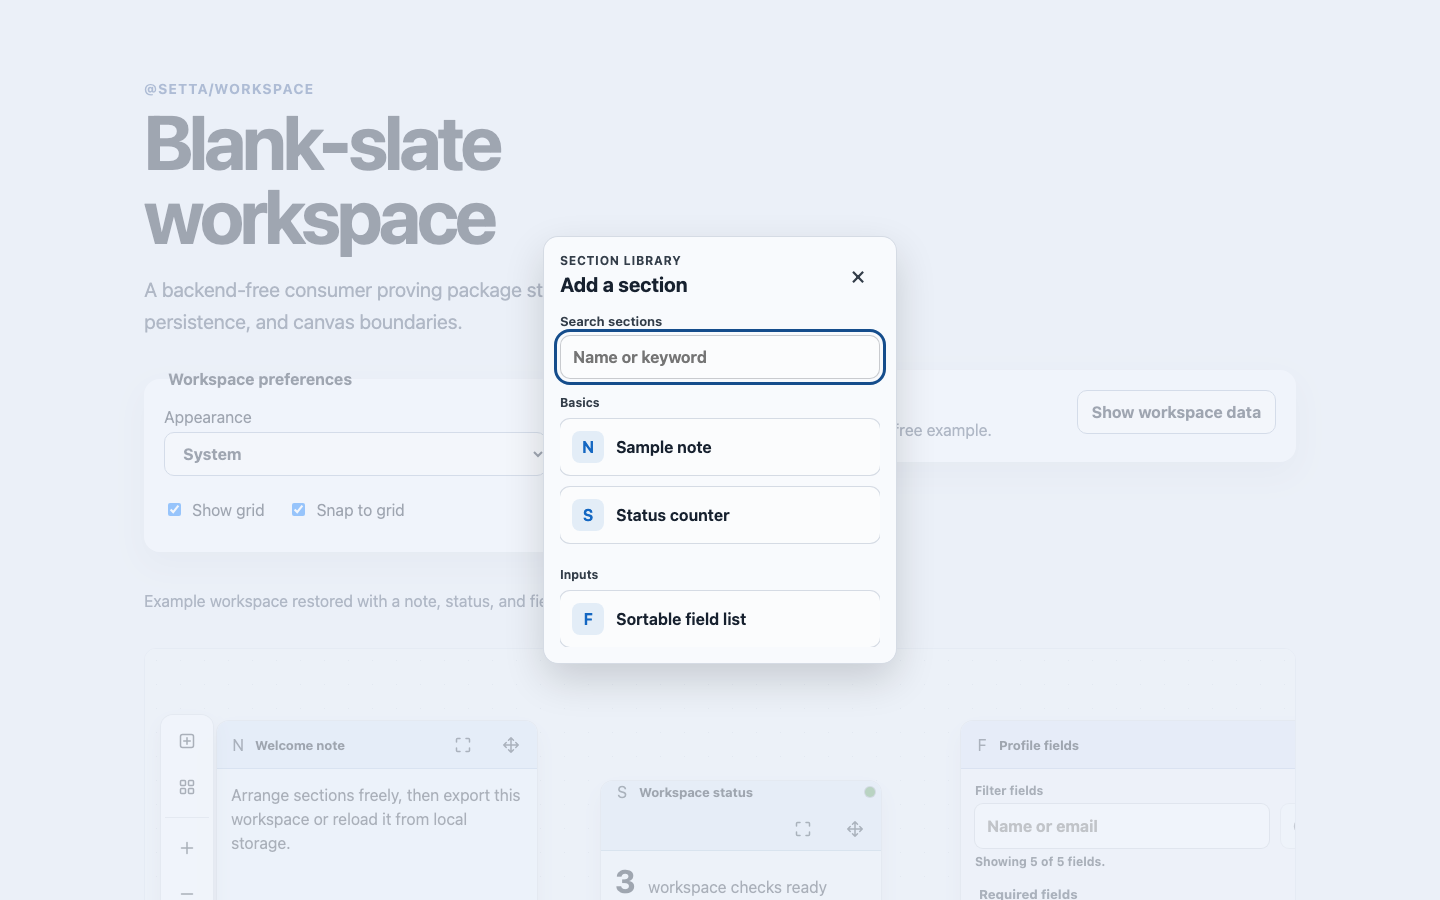 @SETTA/WORKSPACE
Blank-slate
workspace
A backend-free consumer proving package st
persistence, and canvas boundaries.
Workspace preferences
Appearance
System
Show grid
Snap to grid
free example.
Show workspace data
Example workspace restored with a note, status, and fie
SECTION LIBRARY
Add a section
Search sections
Name or keyword
Basics
N Sample note
S Status counter
Inputs
F Sortable field list
N Welcome note
Arrange sections freely, then export this
workspace or reload it from local
storage.
S Workspace status
3 workspace checks ready
F Profile fields
Filter fields
Name or email
Showing 5 of 5 fields.
Required fields